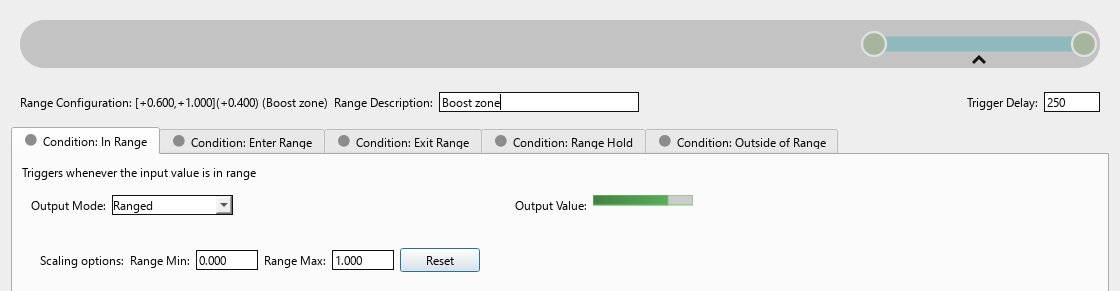 Range Configuration: [+0.600,+1.000](+0.400) (Boost zone) Range Description: Boost zone Trigger Delay: 250
Condition: In Range Condition: Enter Range Condition: Exit Range Condition: Range Hold Condition: Outside of Range
Triggers whenever the input value is in range
Output Mode: Ranged Output Value:
Scaling options: Range Min: 0.000 Range Max: 1.000 Reset